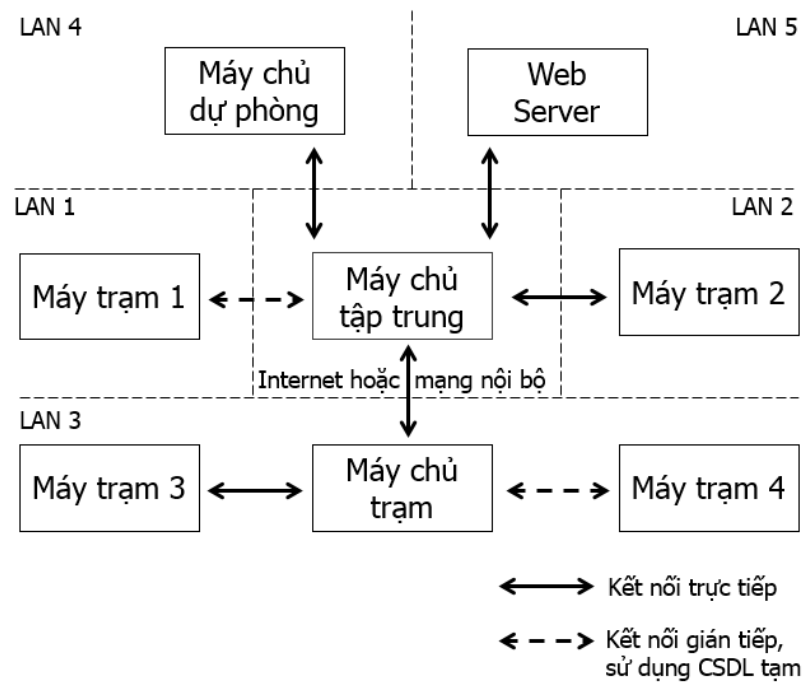 LAN 4
LAN 5
Máy chủ
dự phòng
Web
Server
LAN 1
LAN 2
Máy trạm 1
Máy chủ
tập trung
Máy trạm 2
Internet hoặc mạng nội bộ
LAN 3
Máy trạm 3
Máy chủ
trạm
Máy trạm 4
Kết nối trực tiếp
Kết nối gián tiếp,
sử dụng CSDL tạm